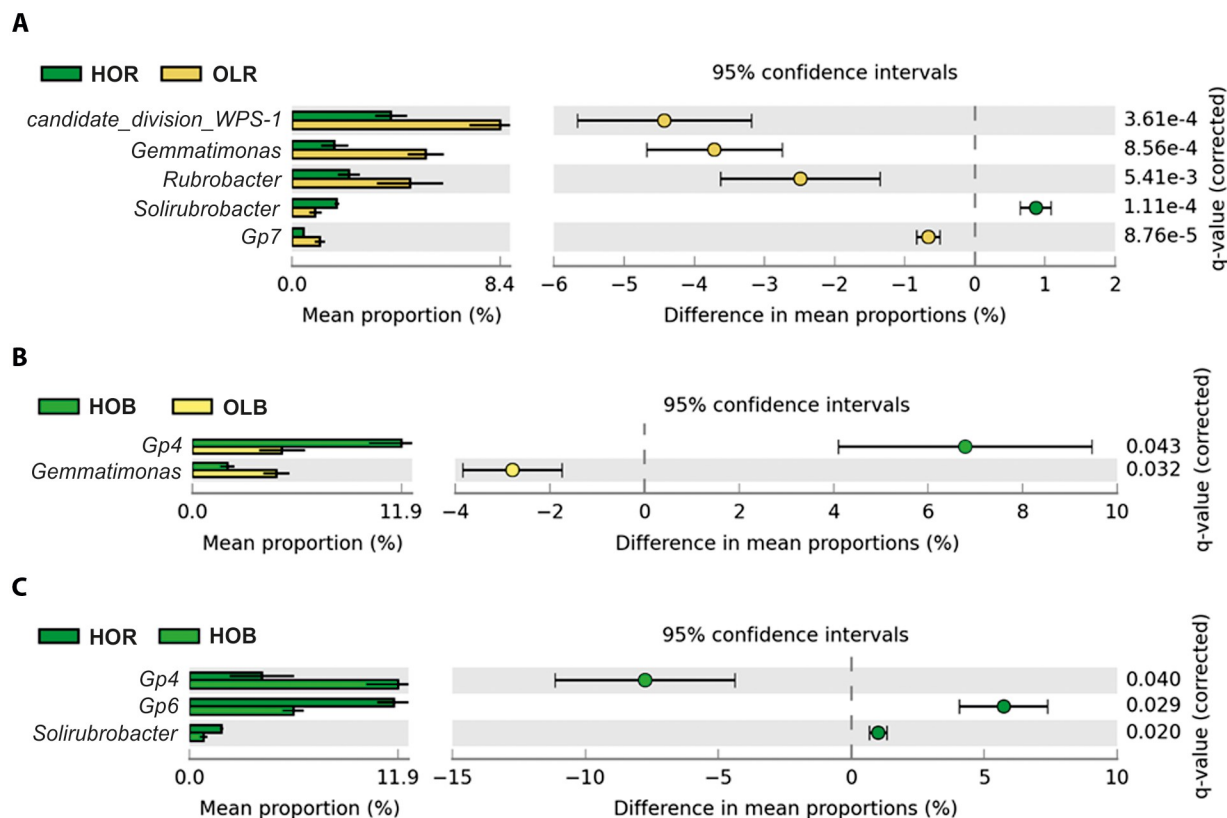 A
HOR OLR
95% confidence intervals
candidate_division_WPS-1
3.61e-4
Gemmatimonas
8.56e-4
Rubrobacter
5.41e-3
Solirubrobacter
1.11e-4
Gp7
8.76e-5
q-value (corrected)
0.0 8.4
−6 −5 −4 −3 −2 −1 0 1 2
Mean proportion (%)
Difference in mean proportions (%)
B
HOB OLB
95% confidence intervals
Gp4
0.043
Gemmatimonas
0.032
q-value (corrected)
0.0 11.9
−4 −2 0 2 4 6 8 10
Mean proportion (%)
Difference in mean proportions (%)
C
HOR HOB
95% confidence intervals
Gp4
0.040
Gp6
0.029
Solirubrobacter
0.020
q-value (corrected)
0.0 11.9
−15 −10 −5 0 5 10
Mean proportion (%)
Difference in mean proportions (%)